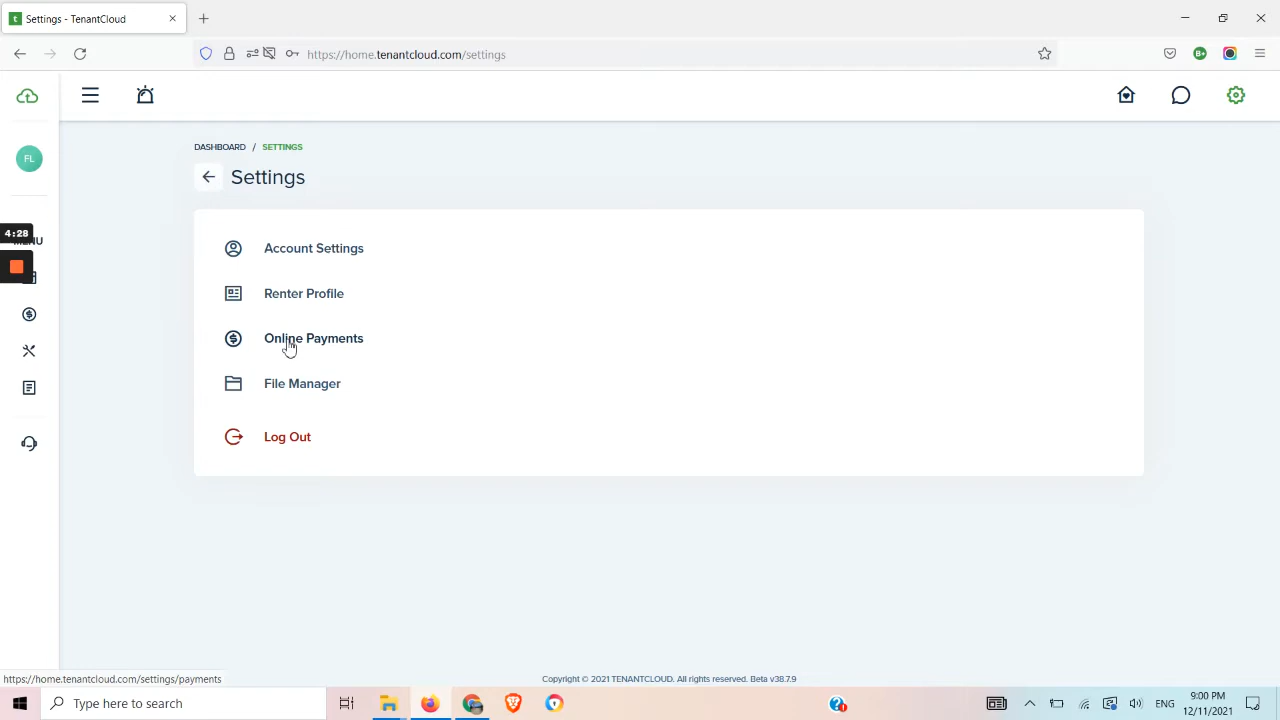 t Settings - TenantCloud
https://home.tenantcloud.com/settings
B+
FL
DASHBOARD / SETTINGS
Settings
4:28
MENU
Account Settings
Renter Profile
Online Payments
File Manager
Log Out
https://home.tenantcloud.com/settings/payments
Copyright © 2021 TENANTCLOUD. All rights reserved. Beta v38.7.9
Type here to search
ENG
9:00 PM
12/11/2021